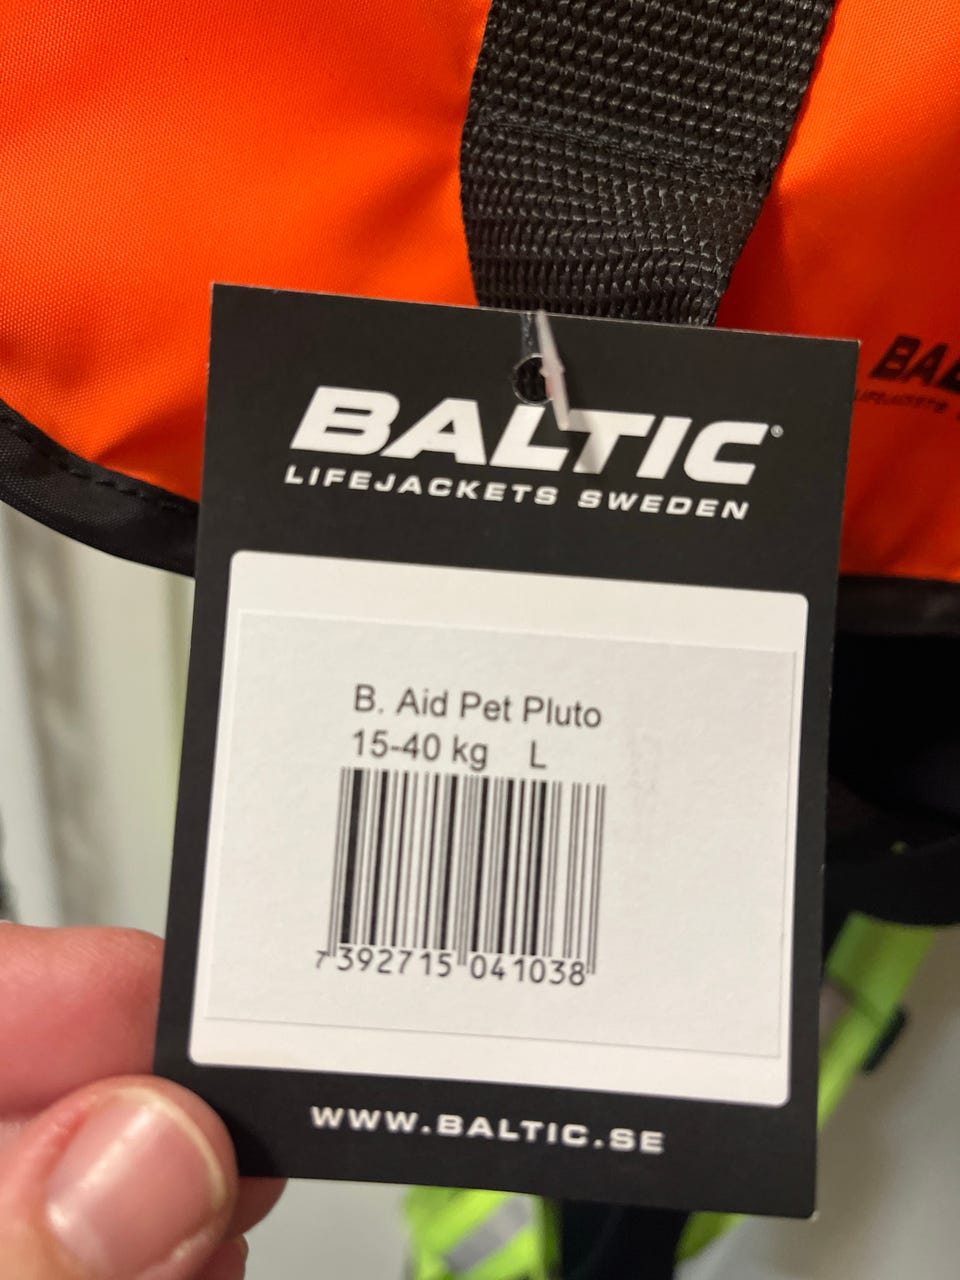 BALTIC®
LIFEJACKETS SWEDEN
B. Aid Pet Pluto
15-40 kg L
7 392715 041038
WWW.BALTIC.SE